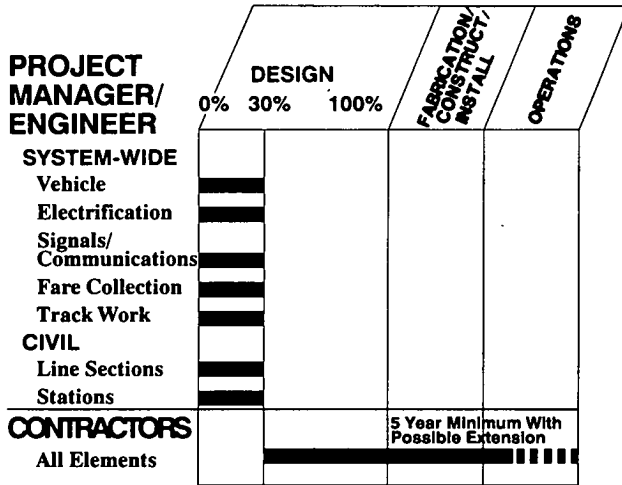 PROJECT
MANAGER/
ENGINEER
DESIGN
0% 30% 100%
FABRICATION/
CONSTRUCT/
INSTALL
OPERATIONS
SYSTEM-WIDE
Vehicle
Electrification
Signals/
Communications
Fare Collection
Track Work
CIVIL
Line Sections
Stations
CONTRACTORS
All Elements
5 Year Minimum With
Possible Extension